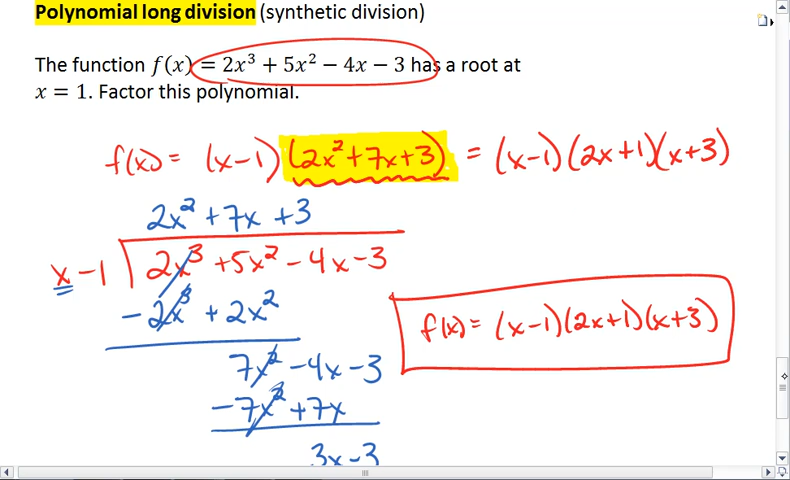 Polynomial long division (synthetic division)
The function f(x) = 2x³ + 5x² − 4x − 3 has a root at
x = 1. Factor this polynomial.
f(x) = (x−1)(2x²+7x+3) = (x−1)(2x+1)(x+3)
2x² +7x +3
x −1 2x³ +5x² −4x −3
−2x³ +2x²
f(x) = (x−1)(2x+1)(x+3)
7x² −4x −3
−7x² +7x
3x −3